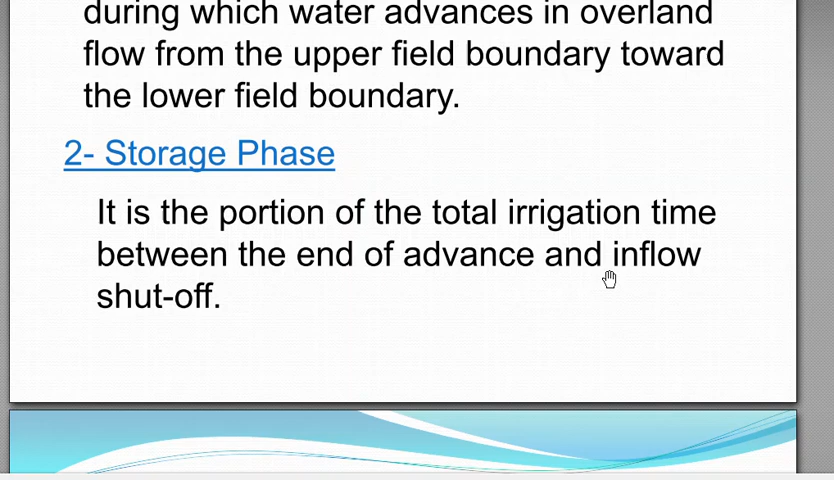 during which water advances in overland
flow from the upper field boundary toward
the lower field boundary.
2- Storage Phase
It is the portion of the total irrigation time
between the end of advance and inflow
shut-off.